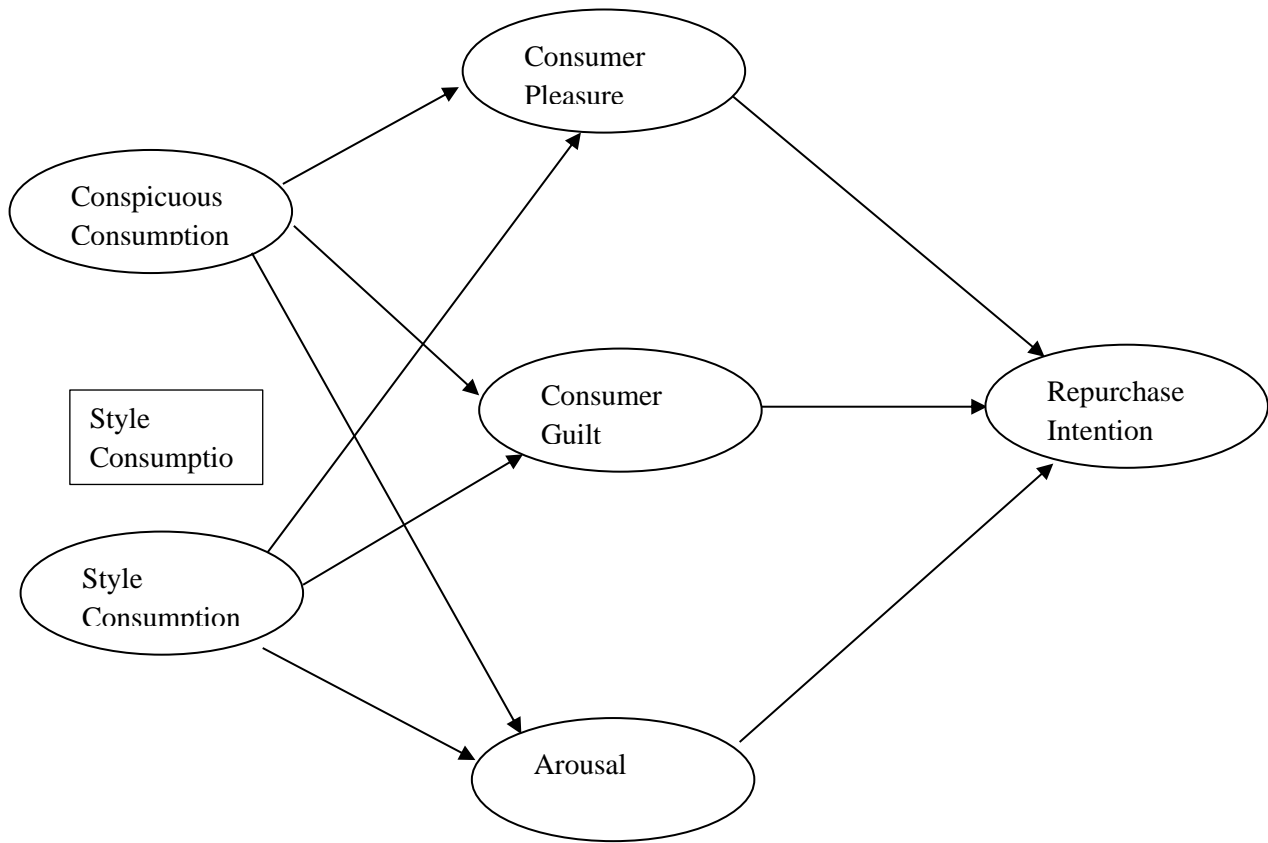 Consumer
Pleasure
Conspicuous
Consumption
Style
Consumptio
Consumer
Guilt
Repurchase
Intention
Style
Consumption
Arousal